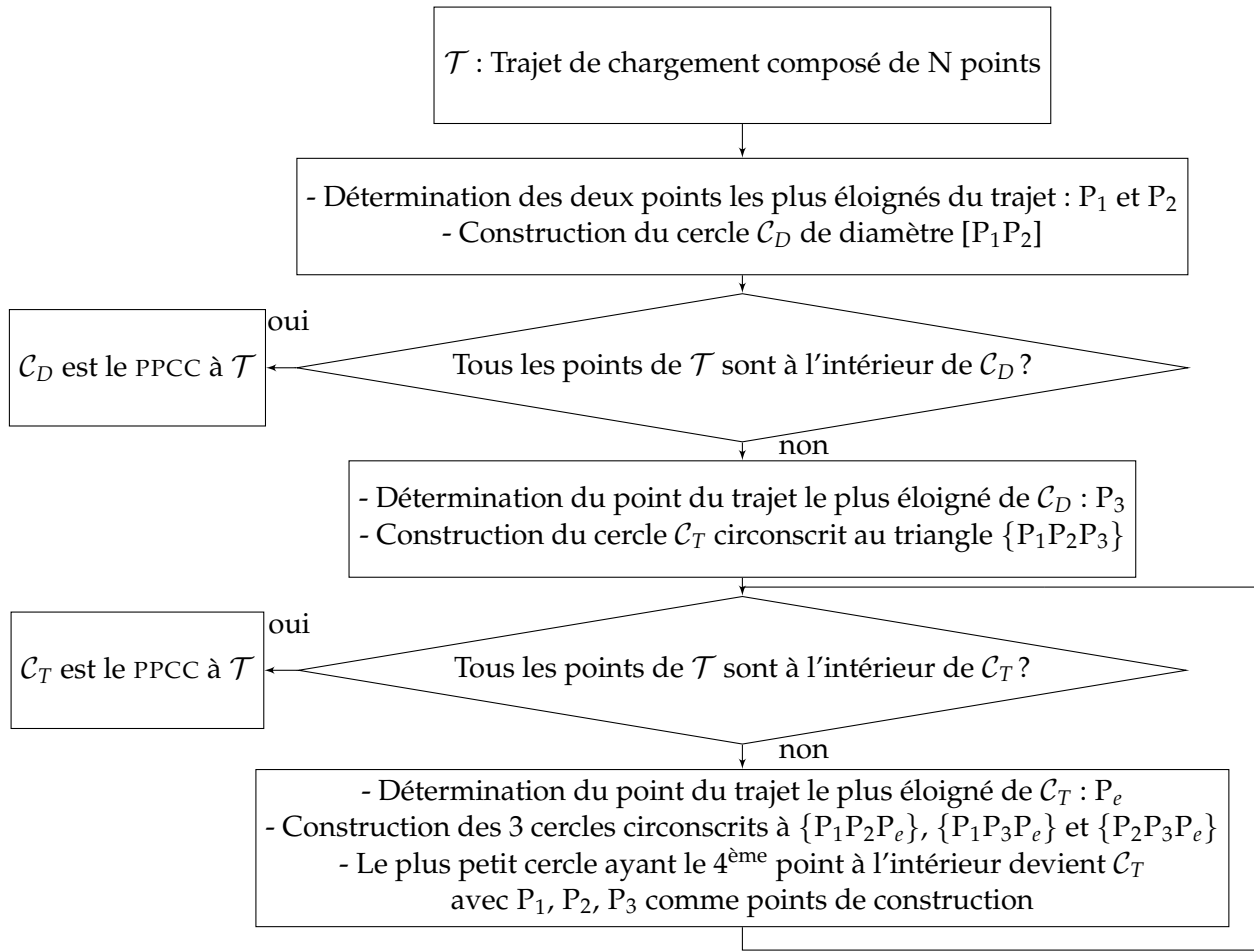 𝒯 : Trajet de chargement composé de N points
- Détermination des deux points les plus éloignés du trajet : P₁ et P₂
- Construction du cercle 𝒞_D de diamètre [P₁P₂]
oui
𝒞_D est le PPCC à 𝒯
Tous les points de 𝒯 sont à l'intérieur de 𝒞_D ?
non
- Détermination du point du trajet le plus éloigné de 𝒞_D : P₃
- Construction du cercle 𝒞_T circonscrit au triangle {P₁P₂P₃}
oui
𝒞_T est le PPCC à 𝒯
Tous les points de 𝒯 sont à l'intérieur de 𝒞_T ?
non
- Détermination du point du trajet le plus éloigné de 𝒞_T : Pₑ
- Construction des 3 cercles circonscrits à {P₁P₂Pₑ}, {P₁P₃Pₑ} et {P₂P₃Pₑ}
- Le plus petit cercle ayant le 4ème point à l'intérieur devient 𝒞_T
avec P₁, P₂, P₃ comme points de construction